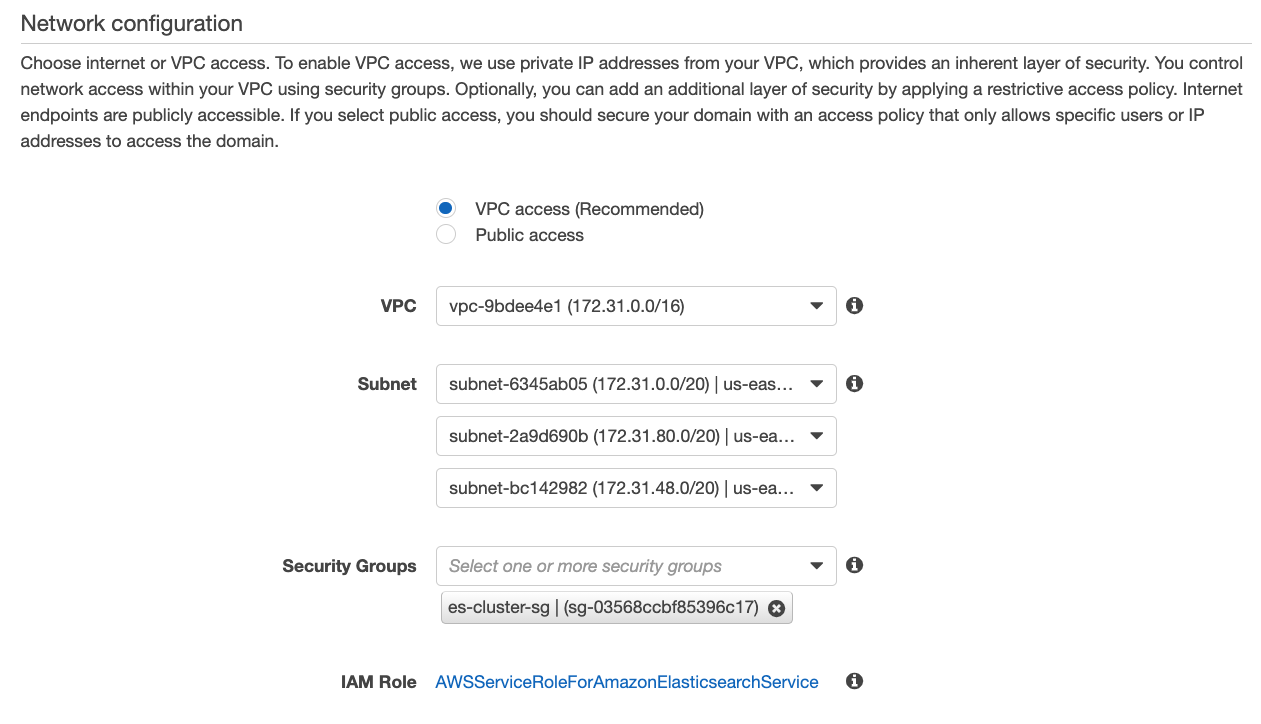 Network configuration
Choose internet or VPC access. To enable VPC access, we use private IP addresses from your VPC, which provides an inherent layer of security. You control
network access within your VPC using security groups. Optionally, you can add an additional layer of security by applying a restrictive access policy. Internet
endpoints are publicly accessible. If you select public access, you should secure your domain with an access policy that only allows specific users or IP
addresses to access the domain.
VPC access (Recommended)
Public access
VPC vpc-9bdee4e1 (172.31.0.0/16)
Subnet subnet-6345ab05 (172.31.0.0/20) | us-eas...
subnet-2a9d690b (172.31.80.0/20) | us-ea...
subnet-bc142982 (172.31.48.0/20) | us-ea...
Security Groups Select one or more security groups
es-cluster-sg | (sg-03568ccbf85396c17)
IAM Role AWSServiceRoleForAmazonElasticsearchService